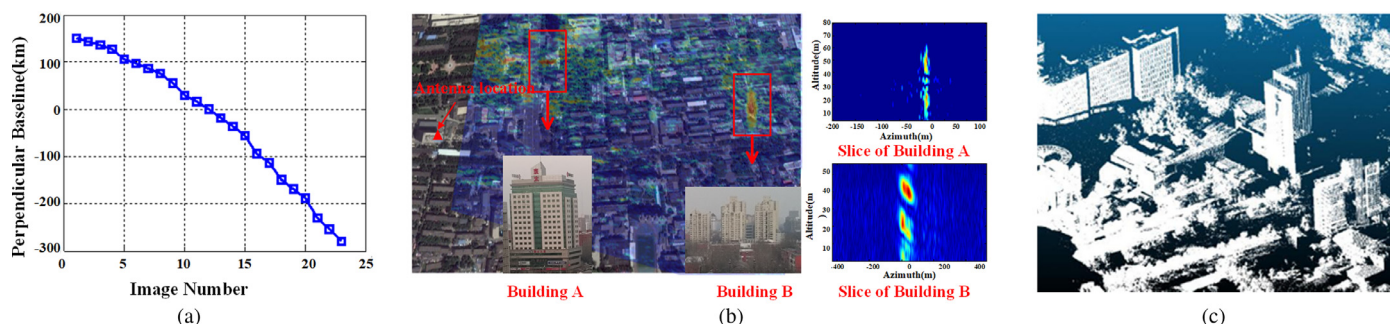 200
100
0
-100
-200
-300
0
5
10
15
20
25
Perpendicular Baseline(km)
Image Number
(a)
Antenna location
Building A
Building B
(b)
80
70
60
50
40
30
20
10
-200
-150
-100
-50
0
50
100
Altitude(m)
Azimuth(m)
Slice of Building A
50
40
30
20
10
-400
-200
0
200
400
Altitude(m)
Azimuth(m)
Slice of Building B
(c)